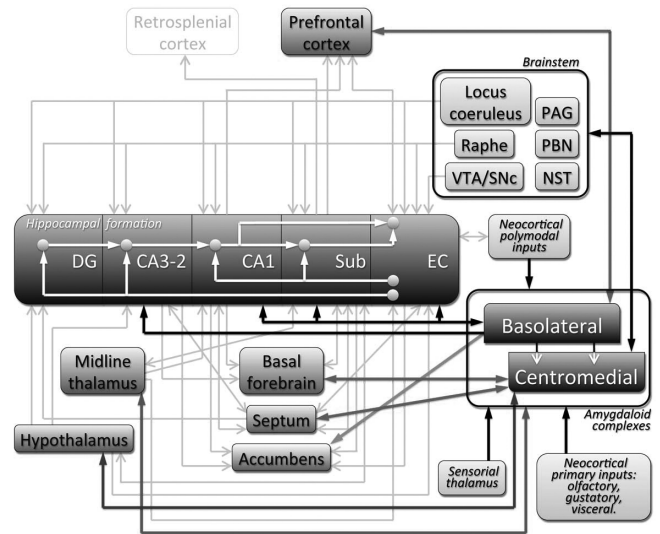 Retrosplenial
cortex
Prefrontal
cortex
Brainstem
Locus
coeruleus
PAG
Raphe
PBN
VTA/SNc
NST
Hippocampal formation
DG
CA3-2
CA1
Sub
EC
Neocortical
polymodal
inputs
Basolateral
Centromedial
Amygdaloid
complexes
Midline
thalamus
Basal
forebrain
Septum
Hypothalamus
Accumbens
Sensorial
thalamus
Neocortical
primary inputs:
olfactory,
gustatory,
visceral.